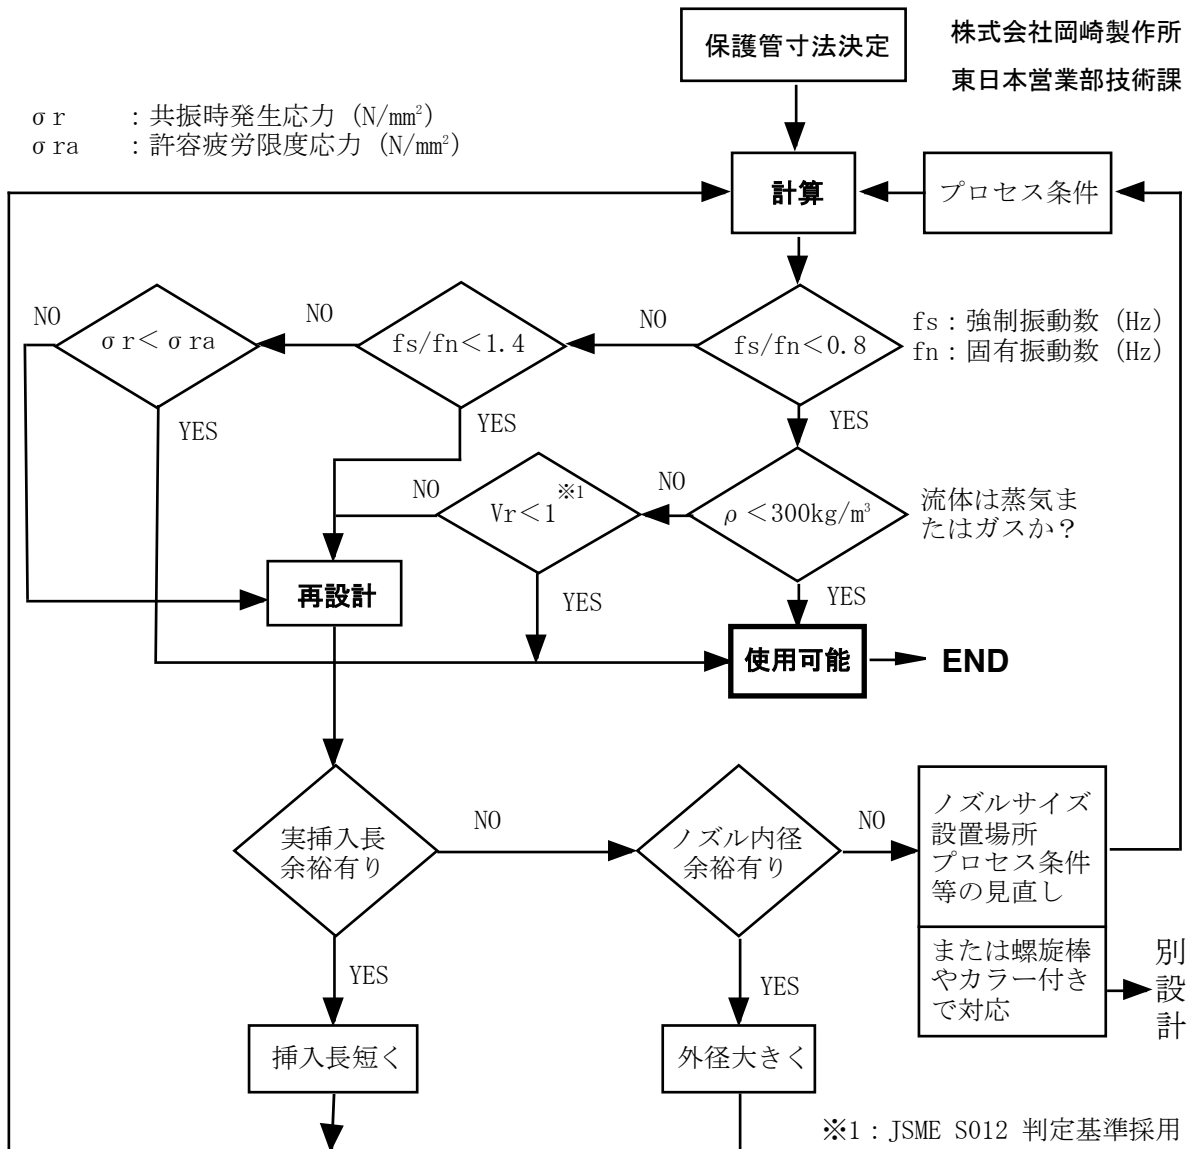 保護管寸法決定
株式会社岡崎製作所
東日本営業部技術課
σr ：共振時発生応力 (N/mm²)
σra ：許容疲労限度応力 (N/mm²)
計算
プロセス条件
NO
σr＜σra
NO
fs/fn＜1.4
NO
fs/fn＜0.8
fs：強制振動数 (Hz)
fn：固有振動数 (Hz)
YES
YES
YES
NO
Vr＜1※1
NO
ρ＜300kg/m³
流体は蒸気ま
たはガスか？
再設計
YES
YES
使用可能
END
実挿入長
余裕有り
NO
ノズル内径
余裕有り
NO
ノズルサイズ
設置場所
プロセス条件
等の見直し
または螺旋棒
やカラー付き
で対応
別設計
YES
YES
挿入長短く
外径大きく
※1：JSME S012 判定基準採用